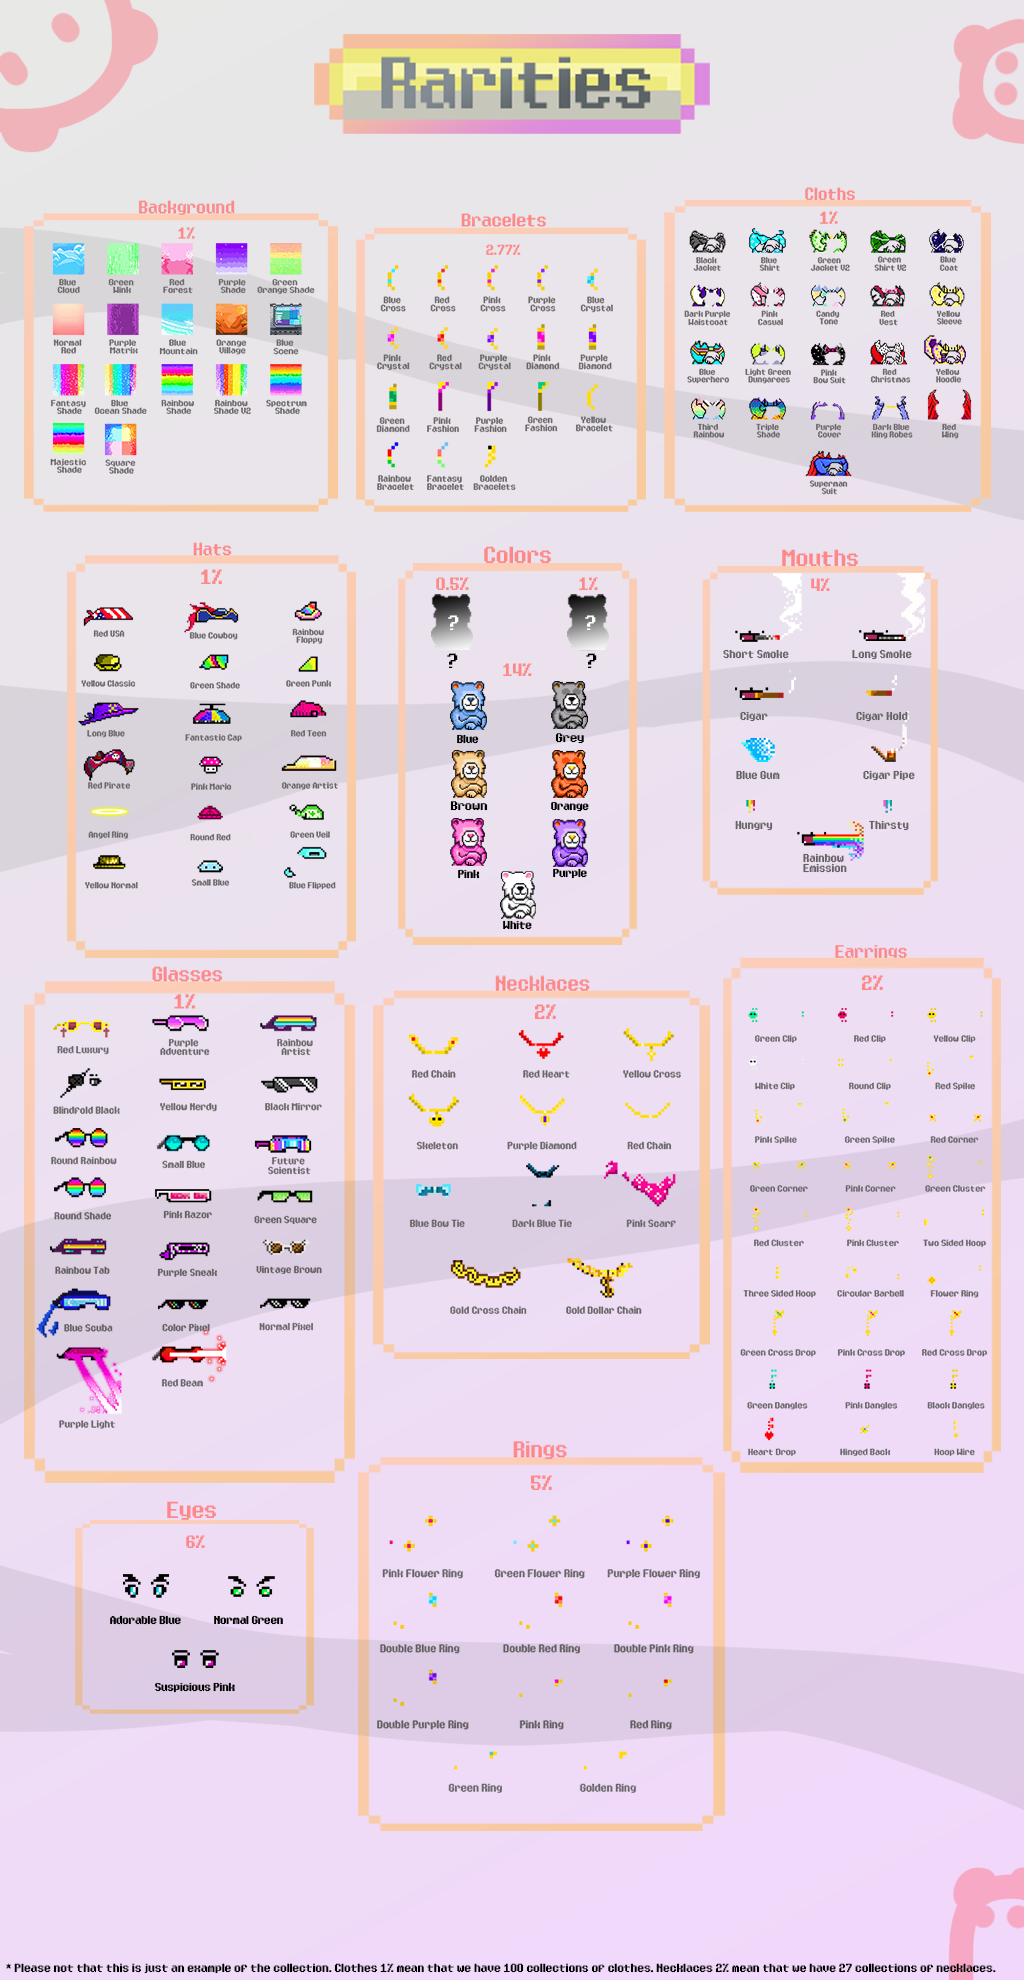 Rarities
Background
1%
Blue
Cloud
Green
Wink
Red
Forest
Purple
Shade
Green
Orange Shade
Normal
Red
Purple
Matrix
Blue
Mountain
Orange
Village
Blue
Scene
Fantasy
Shade
Blue
Ocean Shade
Rainbow
Shade
Rainbow
Shade V2
Spectrum
Shade
Majestic
Shade
Square
Shade
Bracelets
2.77%
Blue
Cross
Red
Cross
Pink
Cross
Purple
Cross
Blue
Crystal
Pink
Crystal
Red
Crystal
Purple
Crystal
Pink
Diamond
Purple
Diamond
Green
Diamond
Pink
Fashion
Purple
Fashion
Green
Fashion
Yellow
Bracelet
Rainbow
Bracelet
Fantasy
Bracelet
Golden
Bracelets
Cloths
1%
Black
Jacket
Blue
Shirt
Green
Jacket V2
Green
Shirt V2
Blue
Coat
Dark Purple
Waistcoat
Pink
Casual
Candy
Tone
Red
Vest
Yellow
Sleeve
Blue
Superhero
Light Green
Dungarees
Pink
Bow Suit
Red
Christmas
Yellow
Hoodie
Third
Rainbow
Triple
Shade
Purple
Cover
Dark Blue
King Robes
Red
Wing
Superman
Suit
Hats
1%
Red USA
Blue Cowboy
Rainbow
Floppy
Yellow Classic
Green Shade
Green Punk
Long Blue
Fantastic Cap
Red Teen
Red Pirate
Pink Mario
Orange Artist
Angel Ring
Round Red
Green Veil
Yellow Normal
Small Blue
Blue Flipped
Colors
0.5%
1%
?
?
?
?
14%
Blue
Grey
Brown
Orange
Pink
Purple
White
Mouths
4%
Short Smoke
Long Smoke
Cigar
Cigar Hold
Blue Gum
Cigar Pipe
Hungry
Thirsty
Rainbow
Emission
Glasses
1%
Red Luxury
Purple
Adventure
Rainbow
Artist
Blindfold Black
Yellow Nerdy
Black Mirror
Round Rainbow
Small Blue
Future
Scientist
Round Shade
Pink Razor
Green Square
Rainbow Tab
Purple Sneak
Vintage Brown
Blue Scuba
Color Pixel
Normal Pixel
Purple Light
Red Beam
Necklaces
2%
Red Chain
Red Heart
Yellow Cross
Skeleton
Purple Diamond
Red Chain
Blue Bow Tie
Dark Blue Tie
Pink Scarf
Gold Cross Chain
Gold Dollar Chain
Earrings
2%
Green Clip
Red Clip
Yellow Clip
White Clip
Round Clip
Red Spike
Pink Spike
Green Spike
Red Corner
Green Corner
Pink Corner
Green Cluster
Red Cluster
Pink Cluster
Two Sided Hoop
Three Sided Hoop
Circular Barbell
Flower Ring
Green Cross Drop
Pink Cross Drop
Red Cross Drop
Green Dangles
Pink Dangles
Black Dangles
Heart Drop
Hinged Back
Hoop Wire
Eyes
6%
Adorable Blue
Normal Green
Suspicious Pink
Rings
5%
Pink Flower Ring
Green Flower Ring
Purple Flower Ring
Double Blue Ring
Double Red Ring
Double Pink Ring
Double Purple Ring
Pink Ring
Red Ring
Green Ring
Golden Ring
* Please not that this is just an example of the collection. Clothes 1% mean that we have 100 collections of clothes. Necklaces 2% mean that we have 27 collections of necklaces.